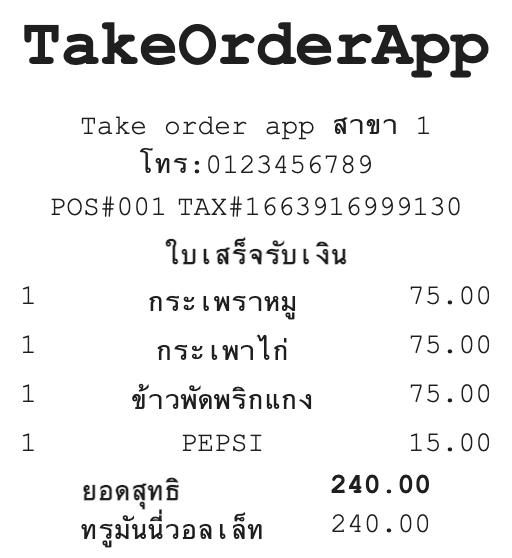 TakeOrderApp
Take order app สาขา 1
โทร:0123456789
POS#001 TAX#1663916999130
ใบเสร็จรับเงิน
1 กระเพราหมู 75.00
1 กระเพาไก่ 75.00
1 ข้าวพัดพริกแกง 75.00
1 PEPSI 15.00
ยอดสุทธิ 240.00
ทรูมันนี่วอลเล็ท 240.00